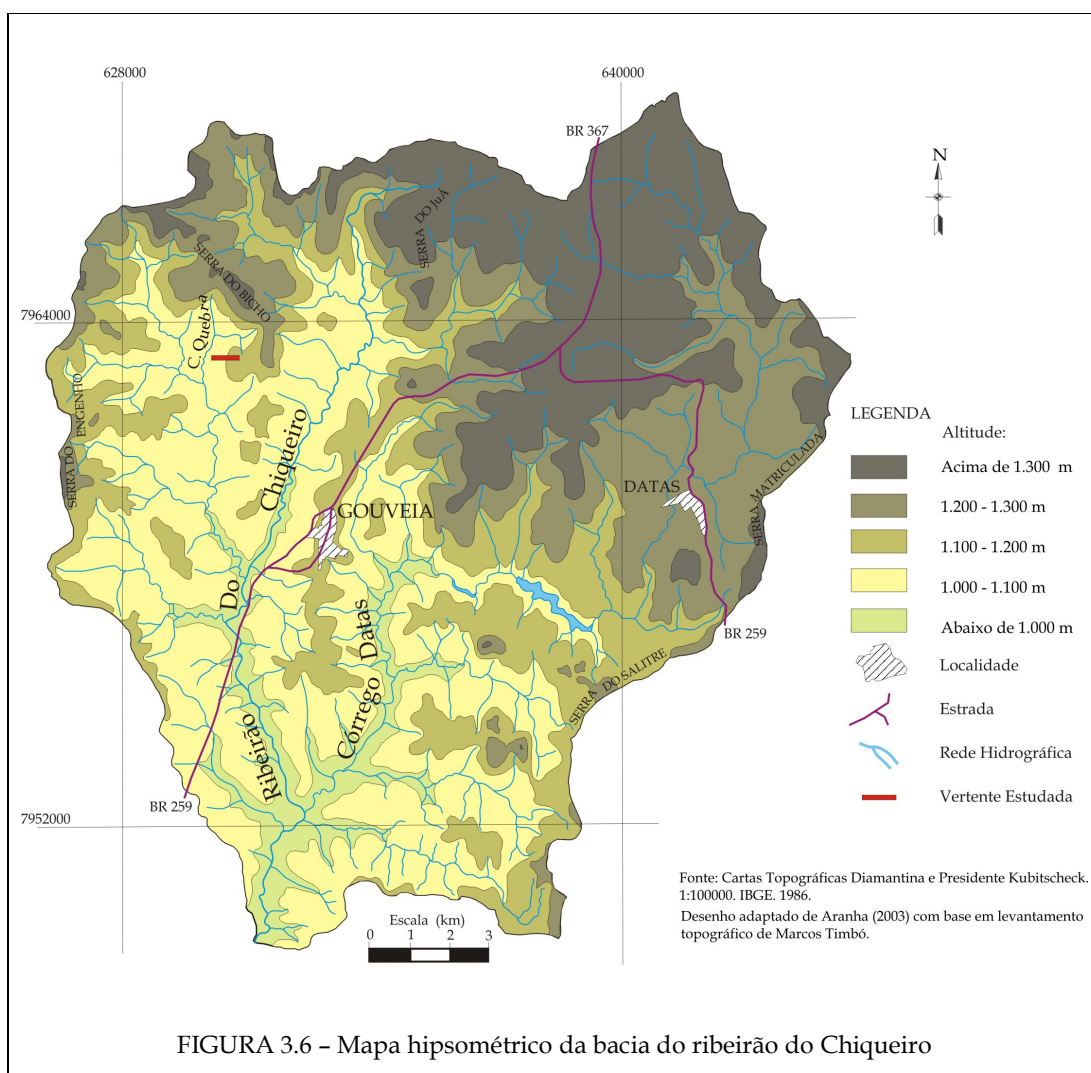 628000
640000
BR 367
N
SERRA DO JuÁ
SERRA DO BICHO
7964000
C. Quebra
SERRA DO ENGENHO
Chiqueiro
LEGENDA
Altitude:
Acima de 1.300 m
1.200 - 1.300 m
1.100 - 1.200 m
1.000 - 1.100 m
Abaixo de 1.000 m
Localidade
Estrada
Rede Hidrográfica
Vertente Estudada
SERRA MATRICULADA
DATAS
GOUVEIA
Do
Córrego Datas
BR 259
SERRA DO SALITRE
Ribeirão
BR 259
7952000
Fonte: Cartas Topográficas Diamantina e Presidente Kubitscheck.
1:100000. IBGE. 1986.
Desenho adaptado de Aranha (2003) com base em levantamento
topográfico de Marcos Timbó.
Escala (km)
0 1 2 3
FIGURA 3.6 – Mapa hipsométrico da bacia do ribeirão do Chiqueiro